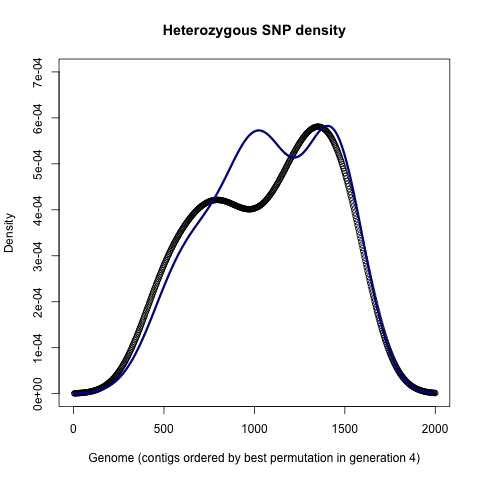 Heterozygous SNP density
7e-04
6e-04
5e-04
4e-04
3e-04
2e-04
1e-04
0e+00
Density
0 500 1000 1500 2000
Genome (contigs ordered by best permutation in generation 4)